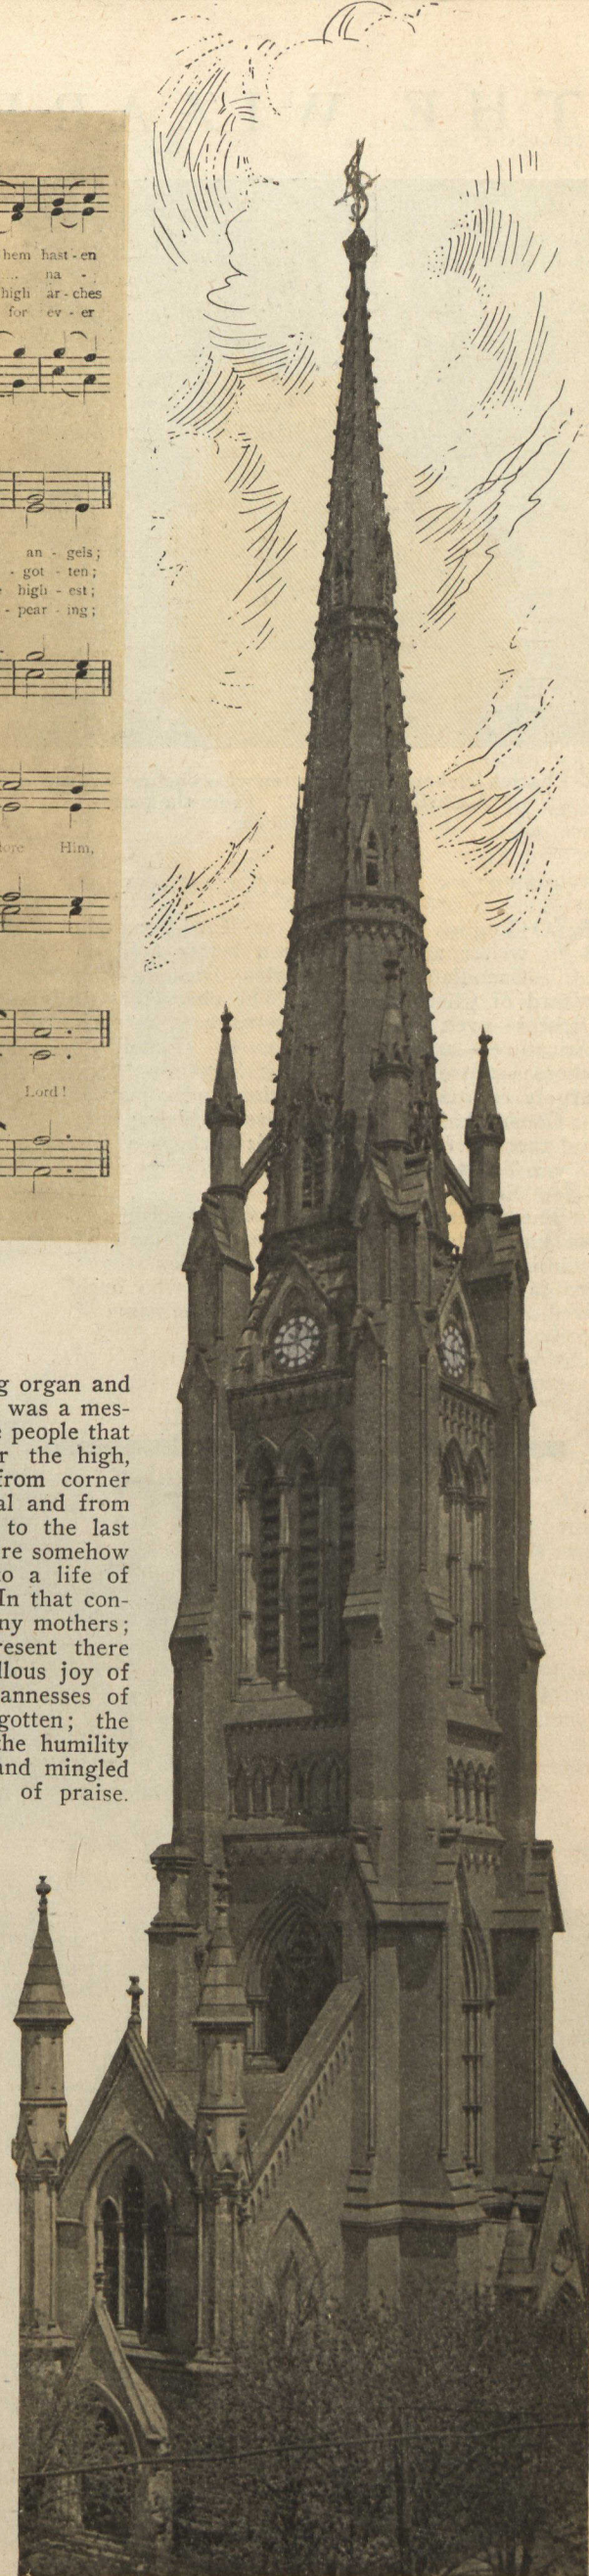 hem hast - en
na -
high ar - ches
for ev - er
an - gels ;
- got - ten ;
high - est ;
- pear - ing ;
Him,
Lord !
g organ and
was a mes-
people that
r the high,
from corner
al and from
to the last
re somehow
o a life of
In that con-
ny mothers ;
resent there
llous joy of
annesses of
gotten ; the
the humility
and mingled
of praise.